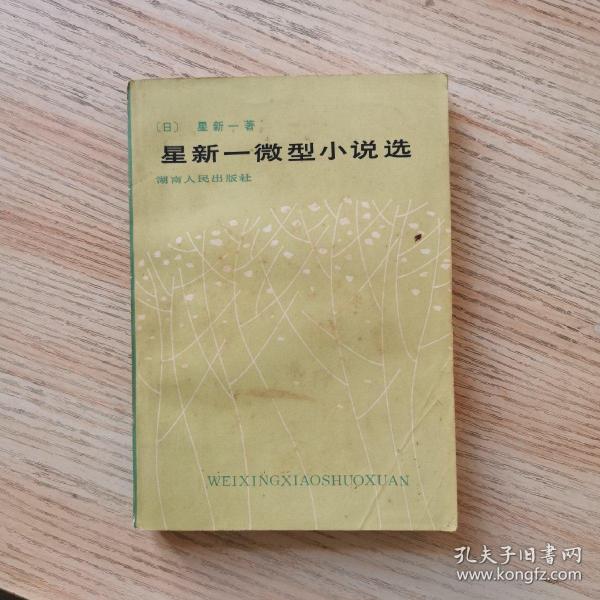 〔日〕 星新一著
星新一微型小说选
湖南人民出版社
WEIXINGXIAOSHUOXUAN
孔夫子旧書网
www.kongfz.com